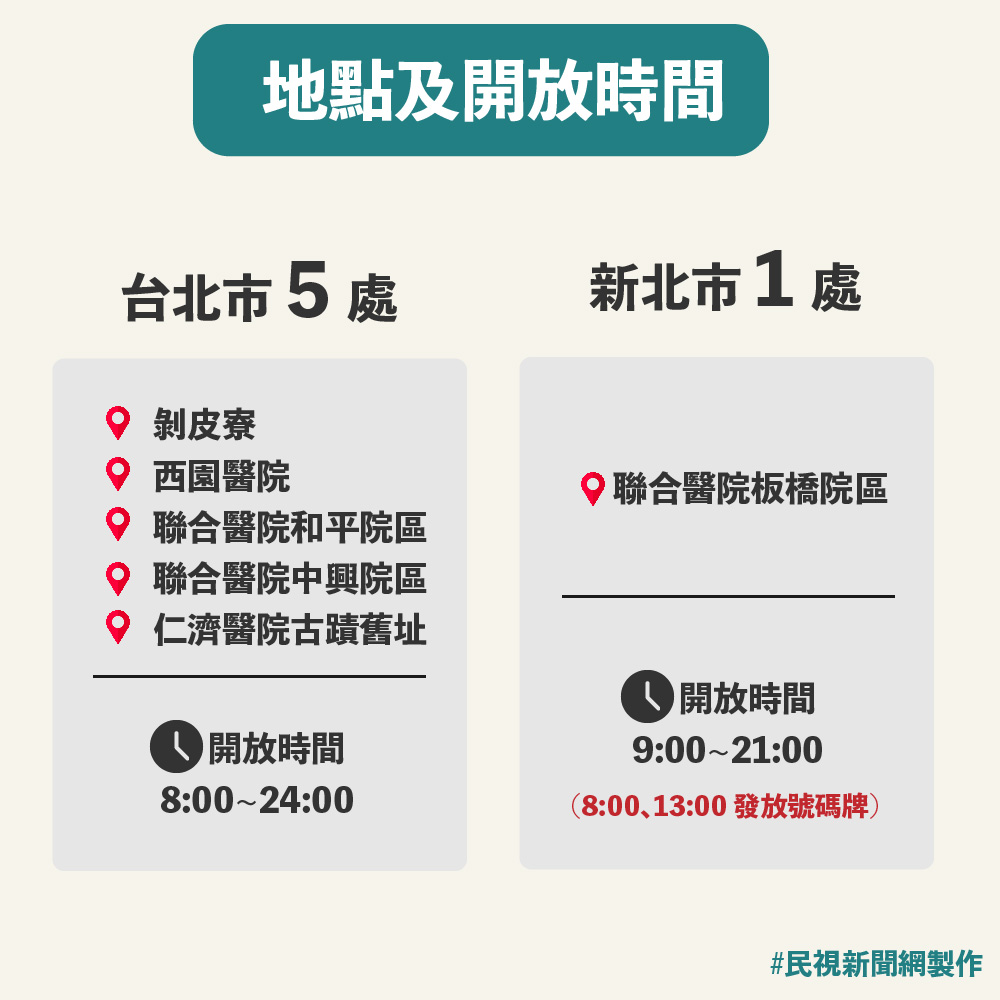 地點及開放時間
台北市 5 處
剝皮寮
西園醫院
聯合醫院和平院區
聯合醫院中興院區
仁濟醫院古蹟舊址
開放時間
8:00~24:00
新北市 1 處
聯合醫院板橋院區
開放時間
9:00~21:00
（8:00、13:00 發放號碼牌）
#民視新聞網製作